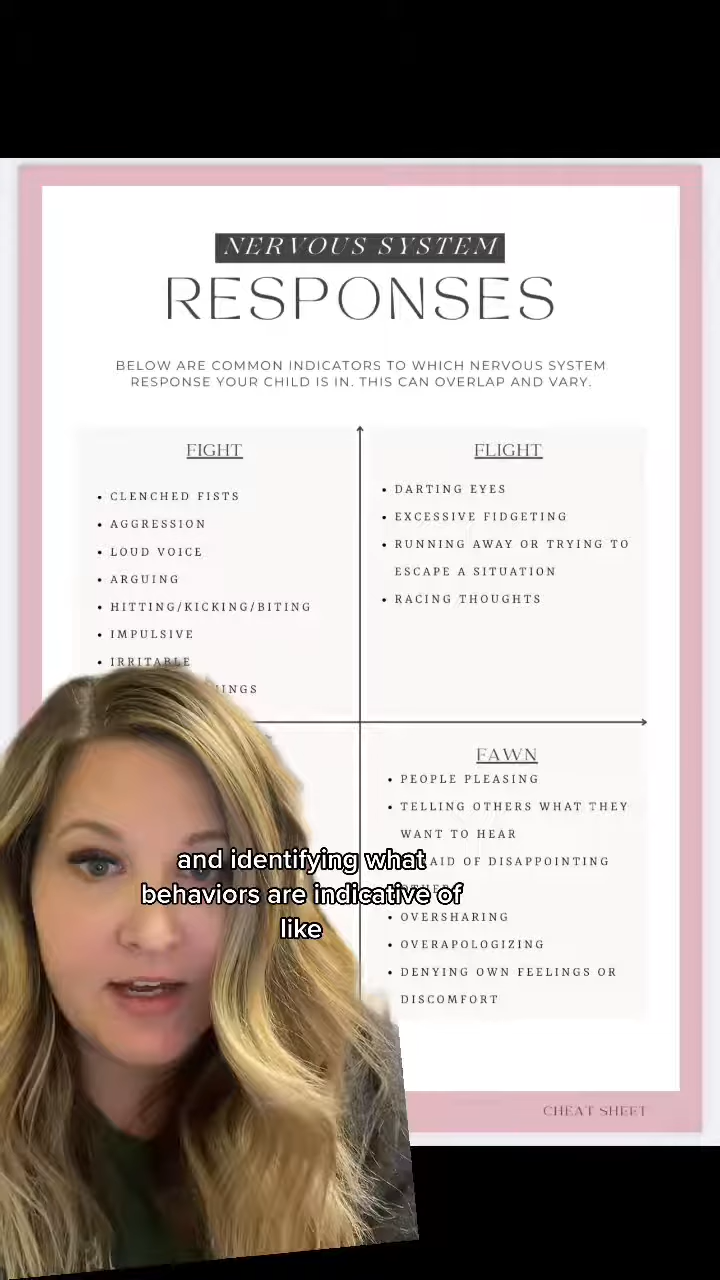 NERVOUS SYSTEM
RESPONSES
BELOW ARE COMMON INDICATORS TO WHICH NERVOUS SYSTEM
RESPONSE YOUR CHILD IS IN. THIS CAN OVERLAP AND VARY.
FIGHT
• CLENCHED FISTS
• AGGRESSION
• LOUD VOICE
• ARGUING
• HITTING/KICKING/BITING
• IMPULSIVE
• IRRITABLE
FLIGHT
• DARTING EYES
• EXCESSIVE FIDGETING
• RUNNING AWAY OR TRYING TO
ESCAPE A SITUATION
• RACING THOUGHTS
FAWN
• PEOPLE PLEASING
• TELLING OTHERS WHAT THEY
WANT TO HEAR
OF DISAPPOINTING
• OVERSHARING
• OVERAPOLOGIZING
• DENYING OWN FEELINGS OR
DISCOMFORT
and identifying what
behaviors are indicative of
like
CHEAT SHEET